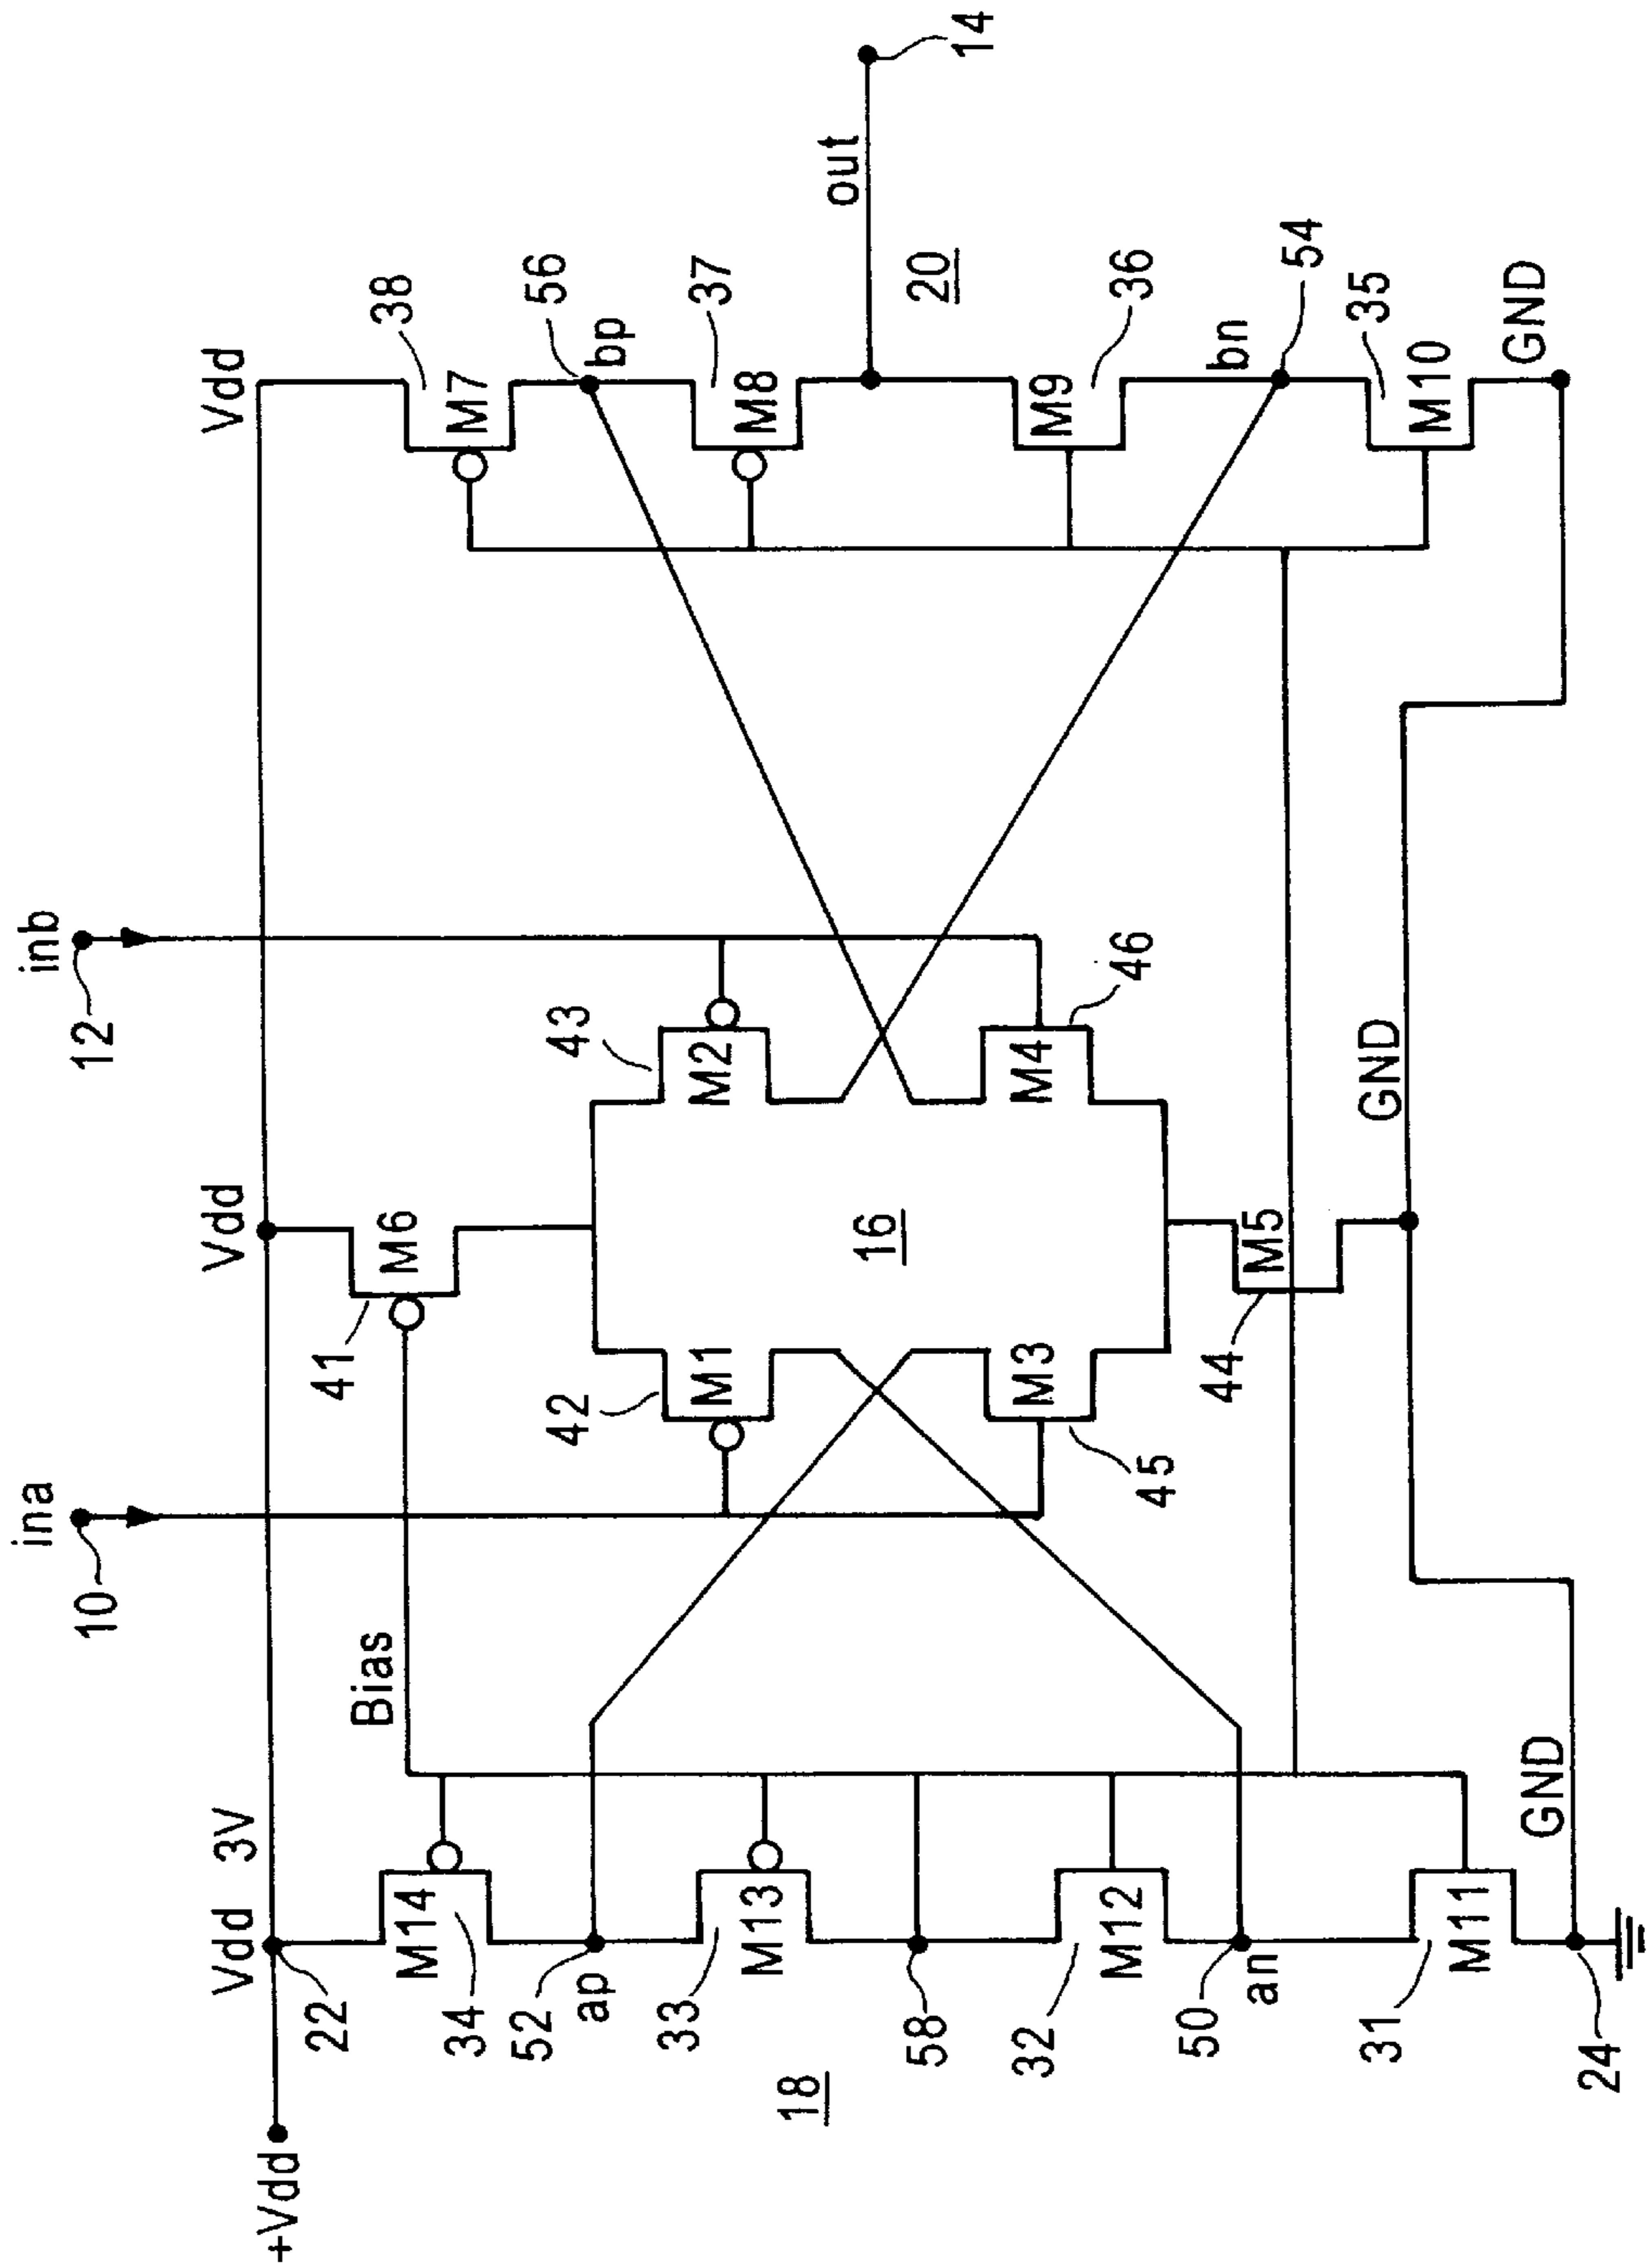 ina
inb
10
12
+Vdd
Vdd 3V
Vdd
Vdd
22
Bias
41
M6
38
M7
M14
34
52
ap
42
M1
43
M2
56
bp
37
M8
33
M13
18
58
16
out
14
20
32
M12
M3
45
M4
46
M9
36
50
an
44
M5
bn
54
31
M11
GND
M10
35
24
GND
GND